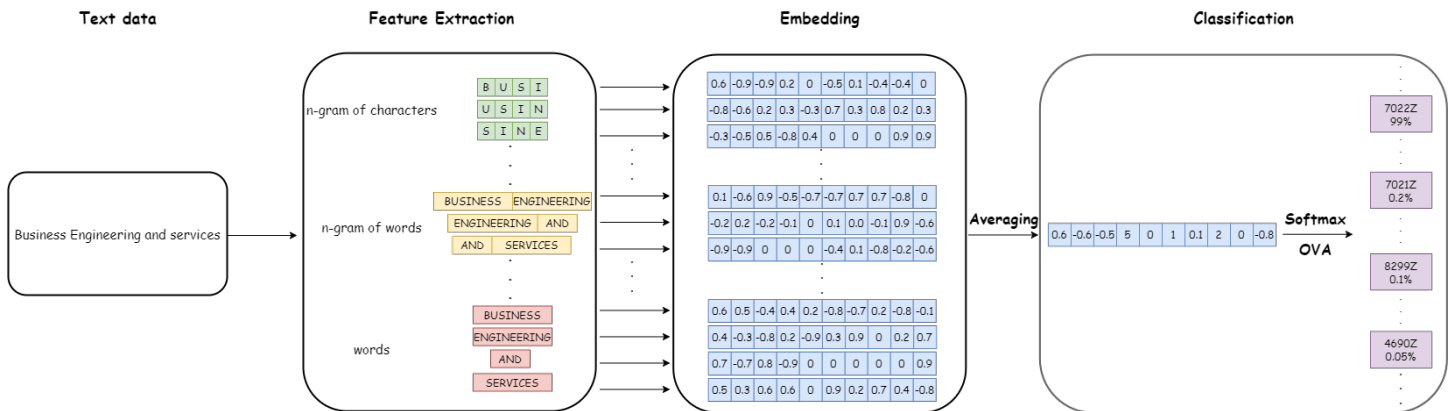 Text data
Feature Extraction
Embedding
Classification
Business Engineering and services
n-gram of characters
B U S I
U S I N
S I N E
n-gram of words
BUSINESS ENGINEERING
ENGINEERING AND
AND SERVICES
words
BUSINESS
ENGINEERING
AND
SERVICES
0.6 -0.9 -0.9 0.2 0 -0.5 0.1 -0.4 -0.4 0
-0.8 -0.6 0.2 0.3 -0.3 0.7 0.3 0.8 0.2 0.3
-0.3 -0.5 0.5 -0.8 0.4 0 0 0 0.9 0.9
0.1 -0.6 0.9 -0.5 -0.7 -0.7 0.7 0.7 -0.8 0
-0.2 0.2 -0.2 -0.1 0 0.1 0.0 -0.1 0.9 -0.6
-0.9 -0.9 0 0 0 -0.4 0.1 -0.8 -0.2 -0.6
0.6 0.5 -0.4 0.4 0.2 -0.8 -0.7 0.2 -0.8 -0.1
0.4 -0.3 -0.8 0.2 -0.9 0.3 0.9 0 0.2 0.7
0.7 -0.7 0.8 -0.9 0 0 0 0 0 0.9
0.5 0.3 0.6 0.6 0 0.9 0.2 0.7 0.4 -0.8
Averaging
0.6 -0.6 -0.5 5 0 1 0.1 2 0 -0.8
Softmax
OVA
7022Z
99%
7021Z
0.2%
8299Z
0.1%
4690Z
0.05%